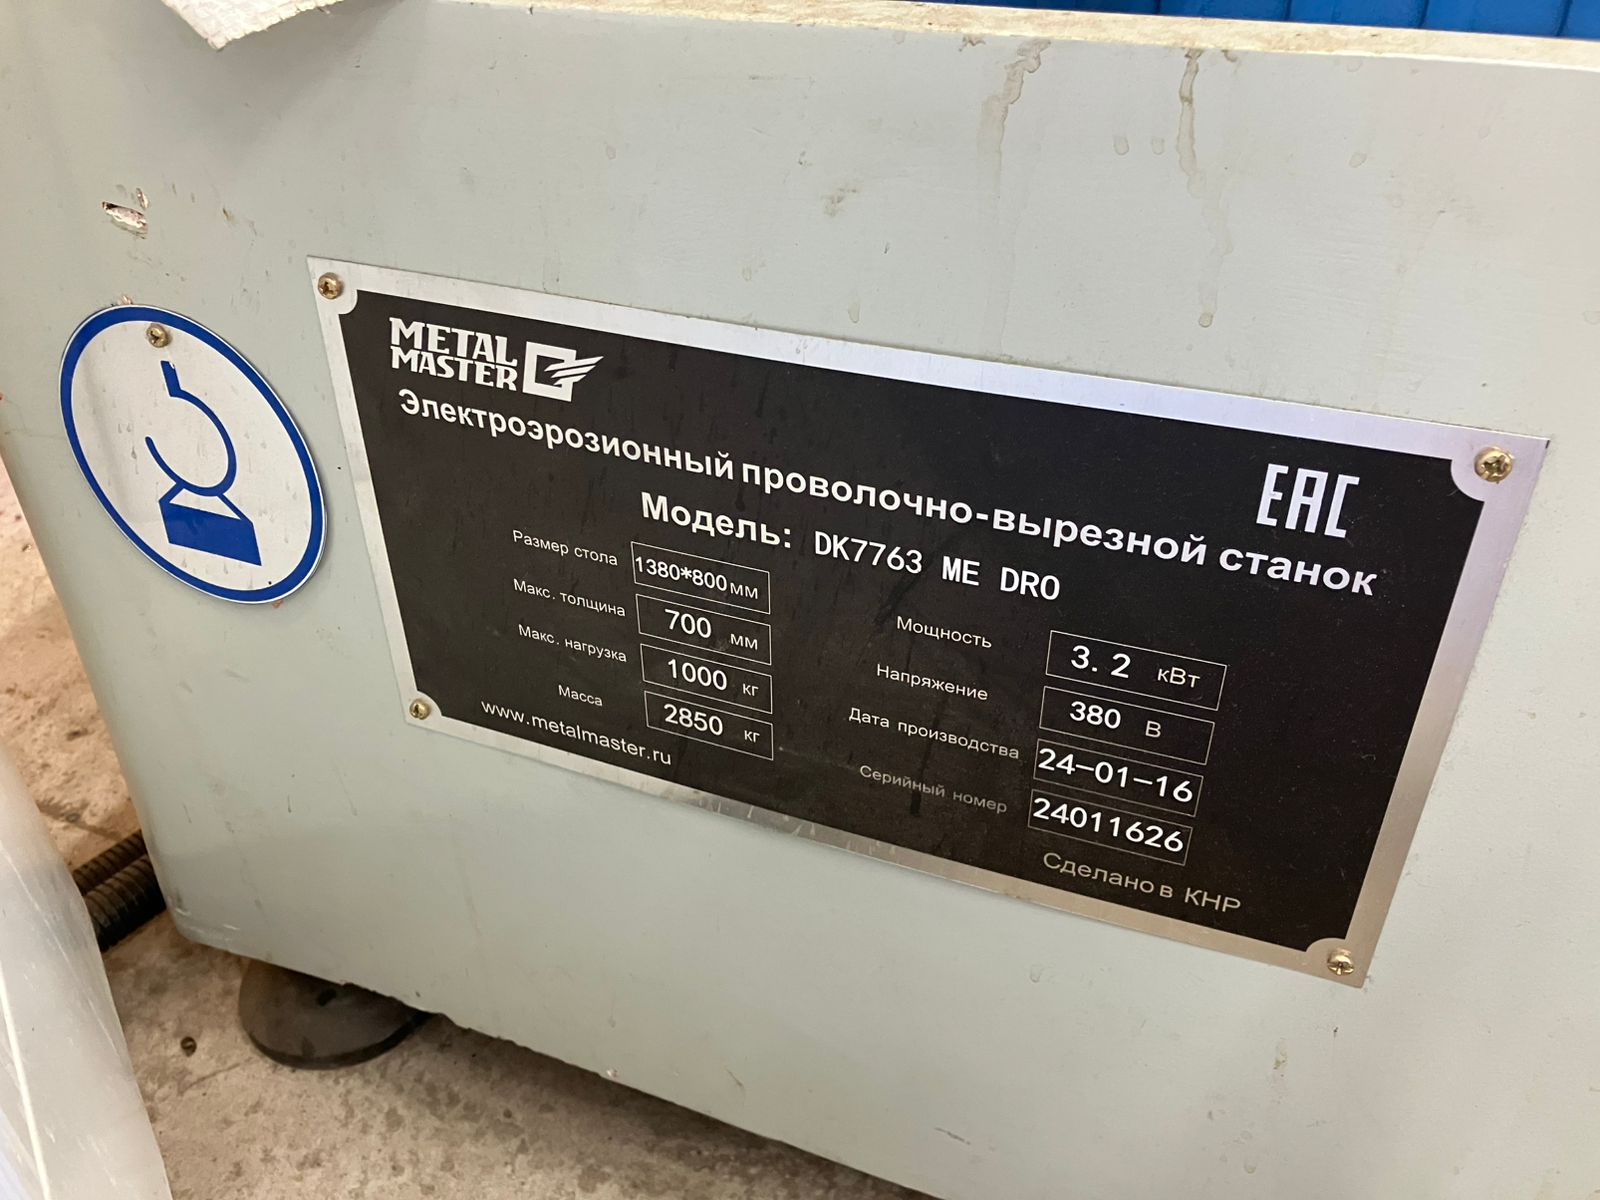 METAL
MASTER
EAC
Электроэрозионный проволочно-вырезной станок
Модель: DK7763 ME DRO
Размер стола 1380*800 мм
Макс. толщина 700 мм
Макс. нагрузка 1000 кг
Масса 2850 кг
www.metalmaster.ru
Мощность 3. 2 кВт
Напряжение 380 В
Дата производства 24-01-16
Серийный номер 24011626
Сделано в КНР